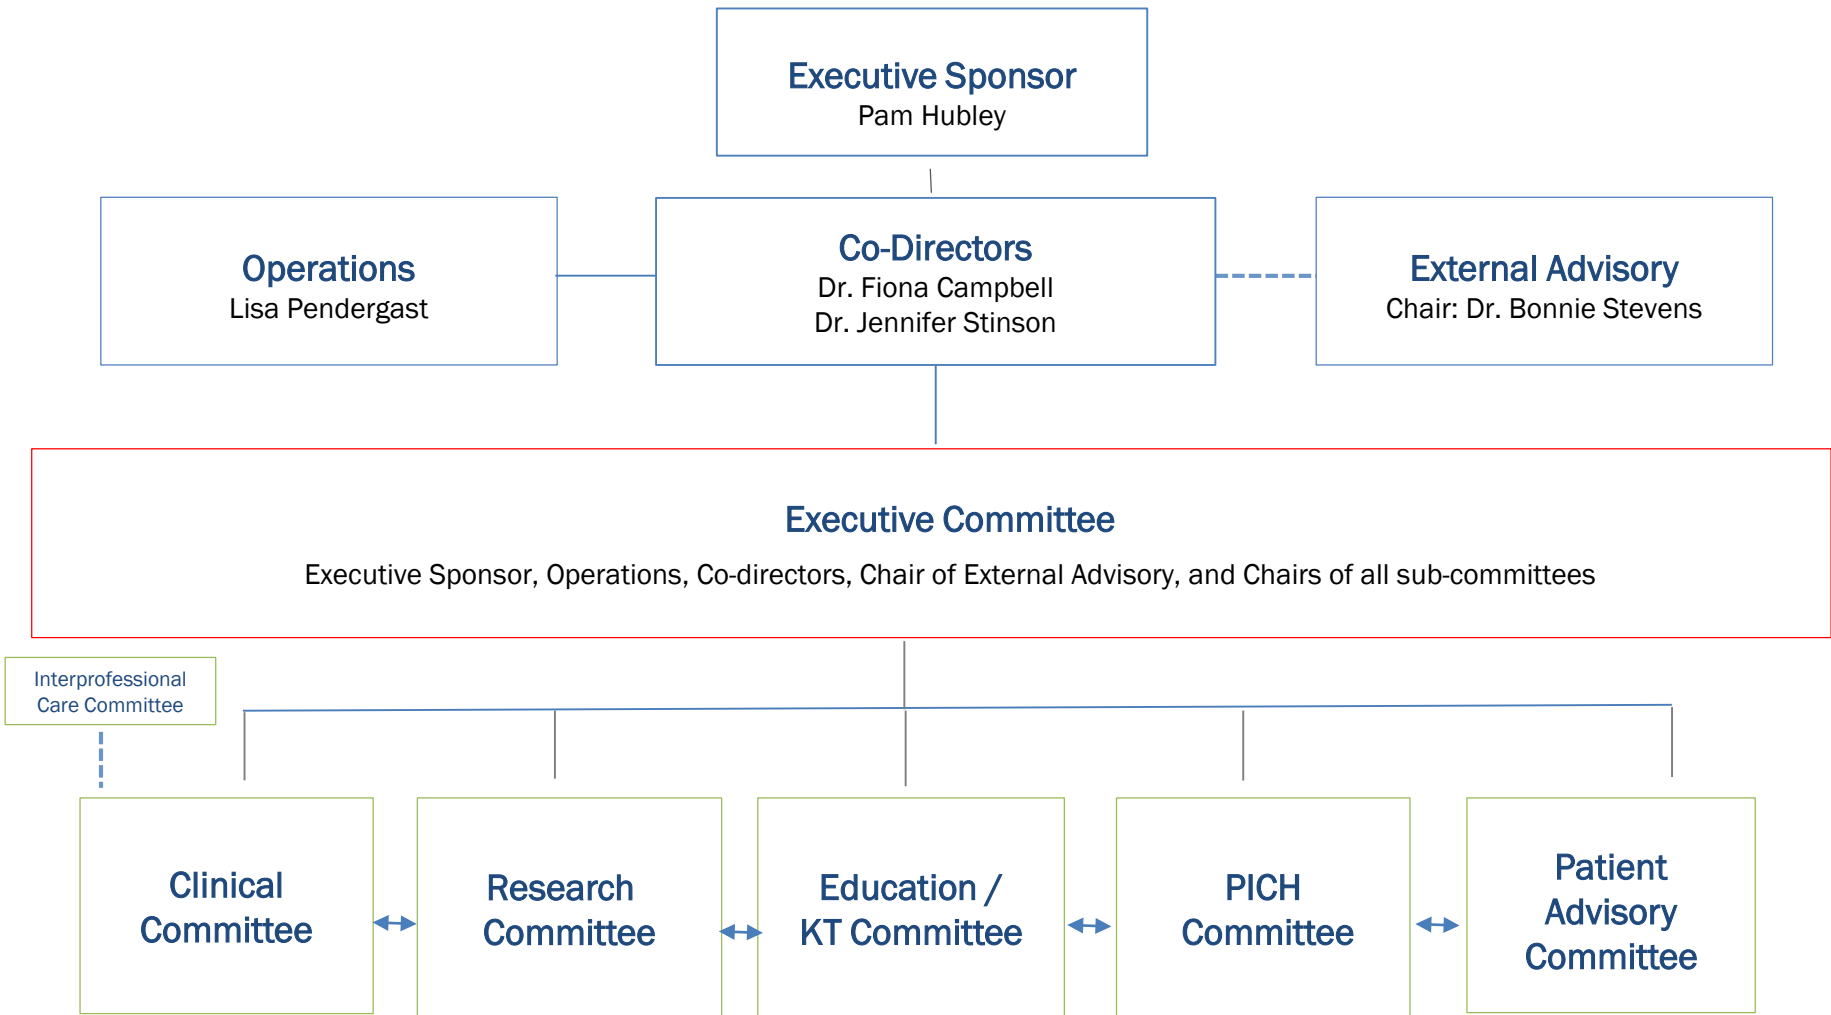 Executive Sponsor
Pam Hubley
Operations
Lisa Pendergast
Co-Directors
Dr. Fiona Campbell
Dr. Jennifer Stinson
External Advisory
Chair: Dr. Bonnie Stevens
Executive Committee
Executive Sponsor, Operations, Co-directors, Chair of External Advisory, and Chairs of all sub-committees
Interprofessional
Care Committee
Clinical
Committee
Research
Committee
Education /
KT Committee
PICH
Committee
Patient
Advisory
Committee